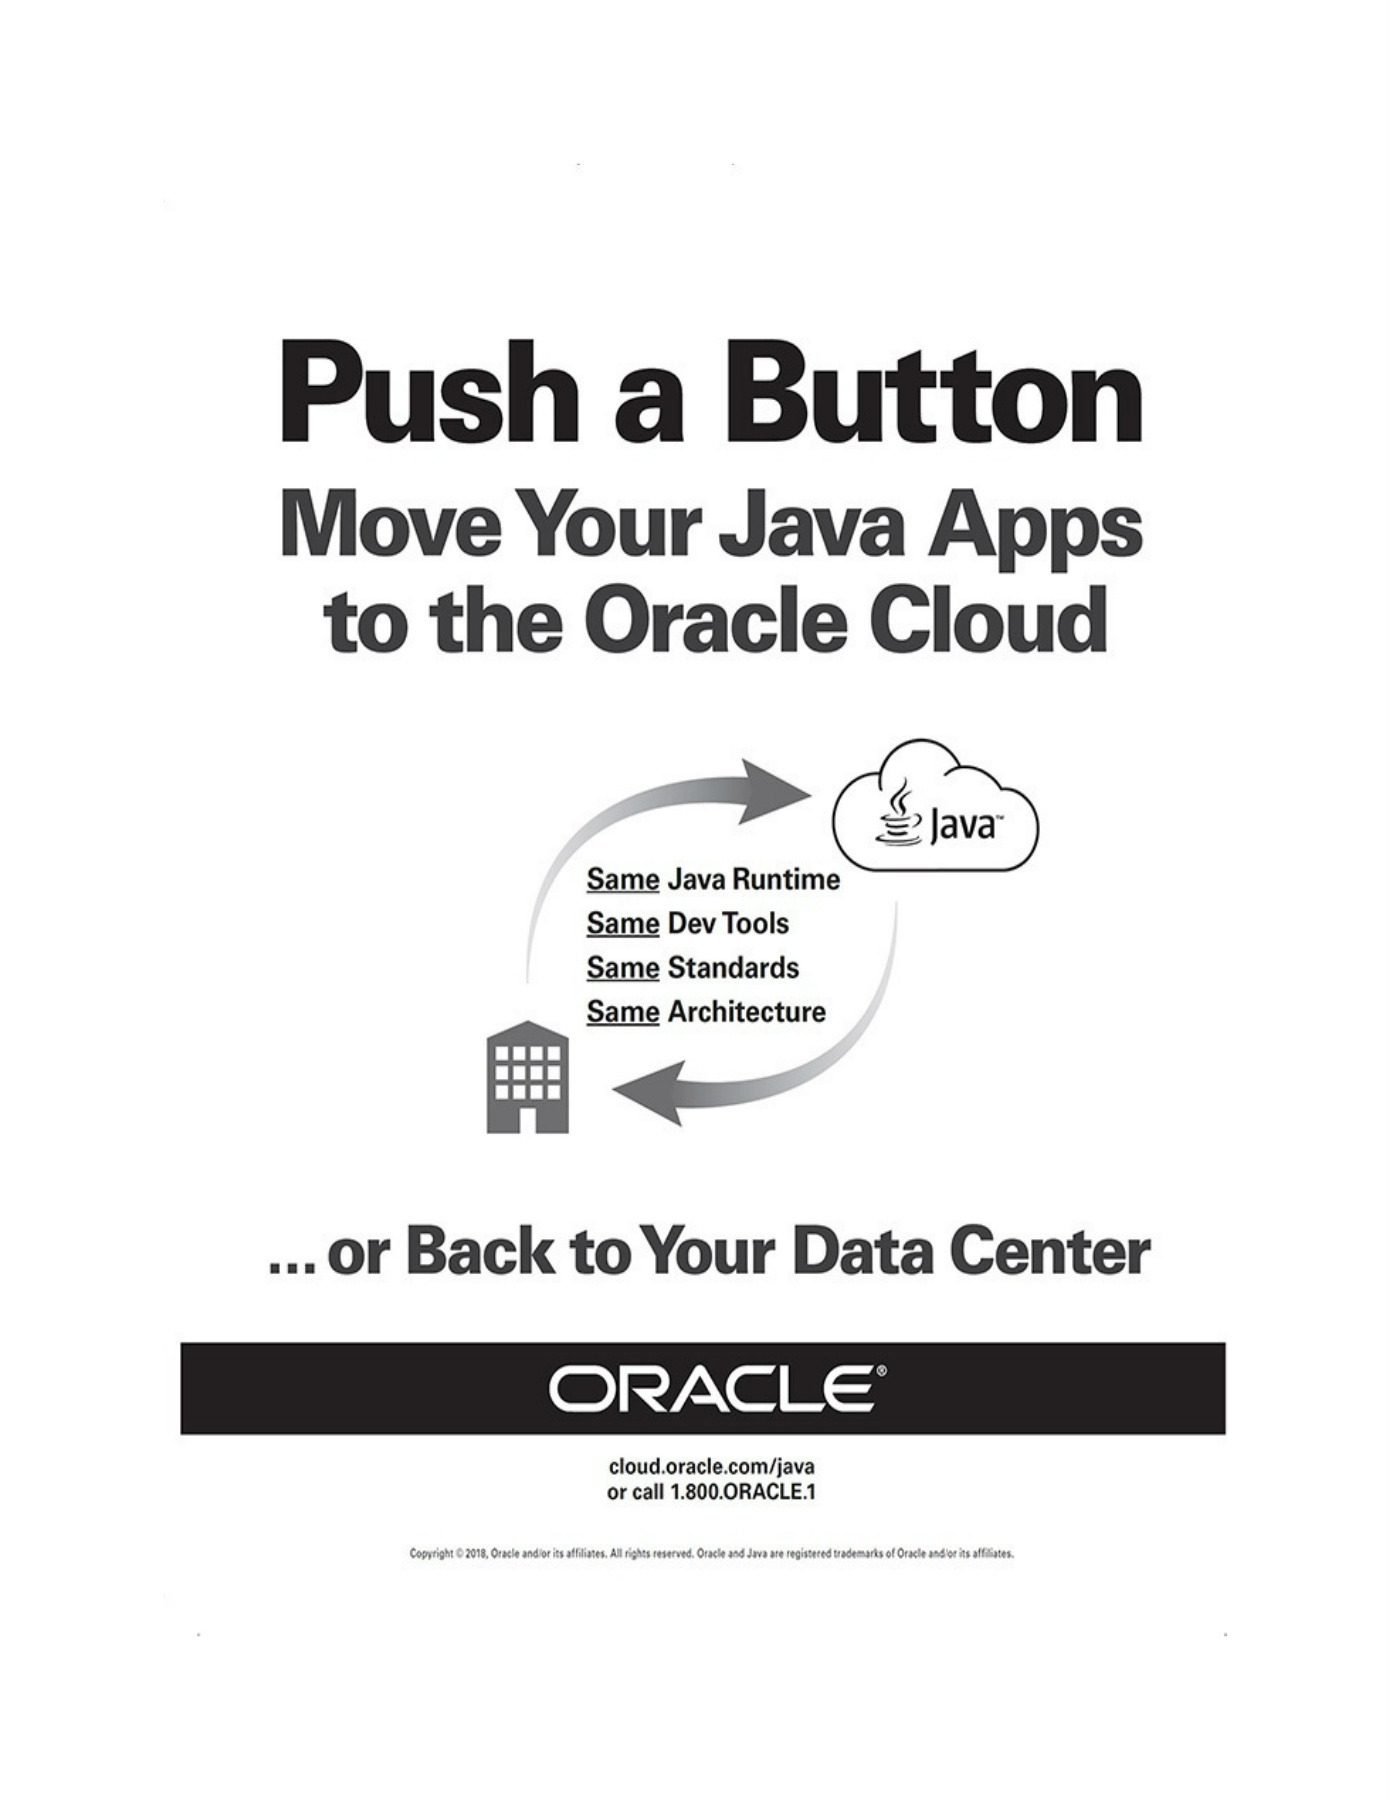 Push a Button
Move Your Java Apps
to the Oracle Cloud
Java™
Same Java Runtime
Same Dev Tools
Same Standards
Same Architecture
...or Back to Your Data Center
ORACLE®
cloud.oracle.com/java
or call 1.800.ORACLE.1
Copyright © 2018, Oracle and/or its affiliates. All rights reserved. Oracle and Java are registered trademarks of Oracle and/or its affiliates.